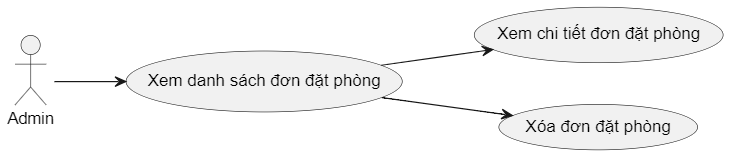 Xem chi tiết đơn đặt phòng
Xem danh sách đơn đặt phòng
Admin
Xóa đơn đặt phòng